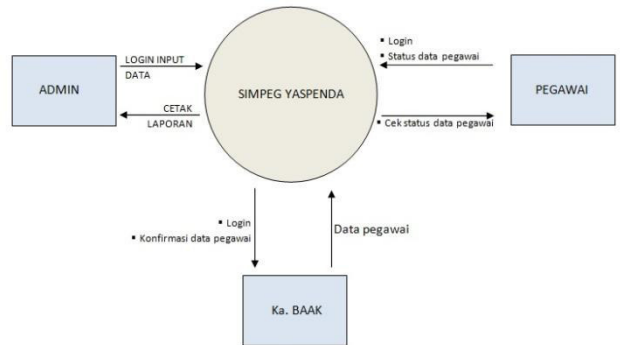 LOGIN INPUT
DATA
ADMIN
CETAK
LAPORAN
SIMPEG YASPENDA
▪ Login
▪ Status data pegawai
PEGAWAI
▪ Cek status data pegawai
▪ Login
▪ Konfirmasi data pegawai
Data pegawai
Ka. BAAK